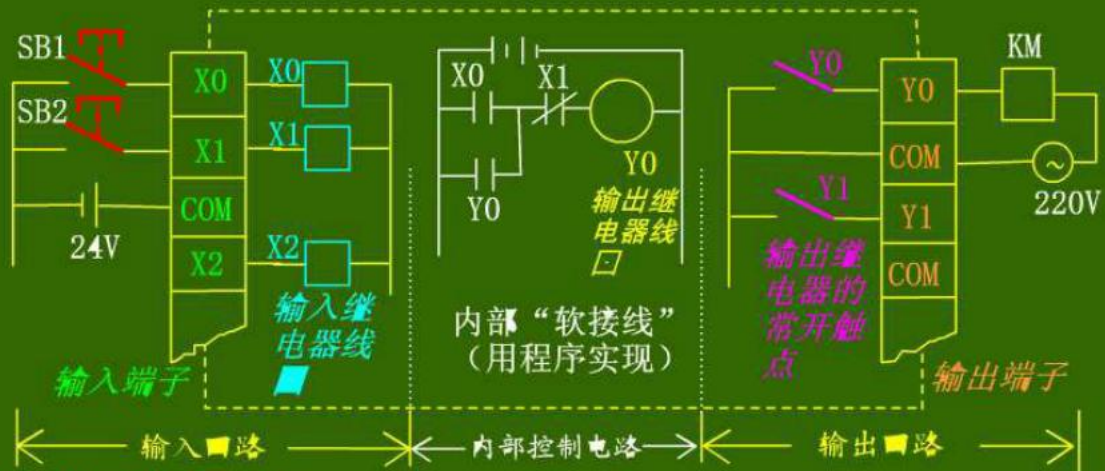 SB1
SB2
24V
X0
X1
COM
X2
X0
X1
X2
输入继
电器线
输入端子
X0
X1
Y0
Y0
输出继
电器线
内部“软接线”
（用程序实现）
Y0
Y1
输出继
电器的
常开触
点
Y0
COM
Y1
COM
KM
220V
输出端子
输入回路
内部控制电路
输出回路